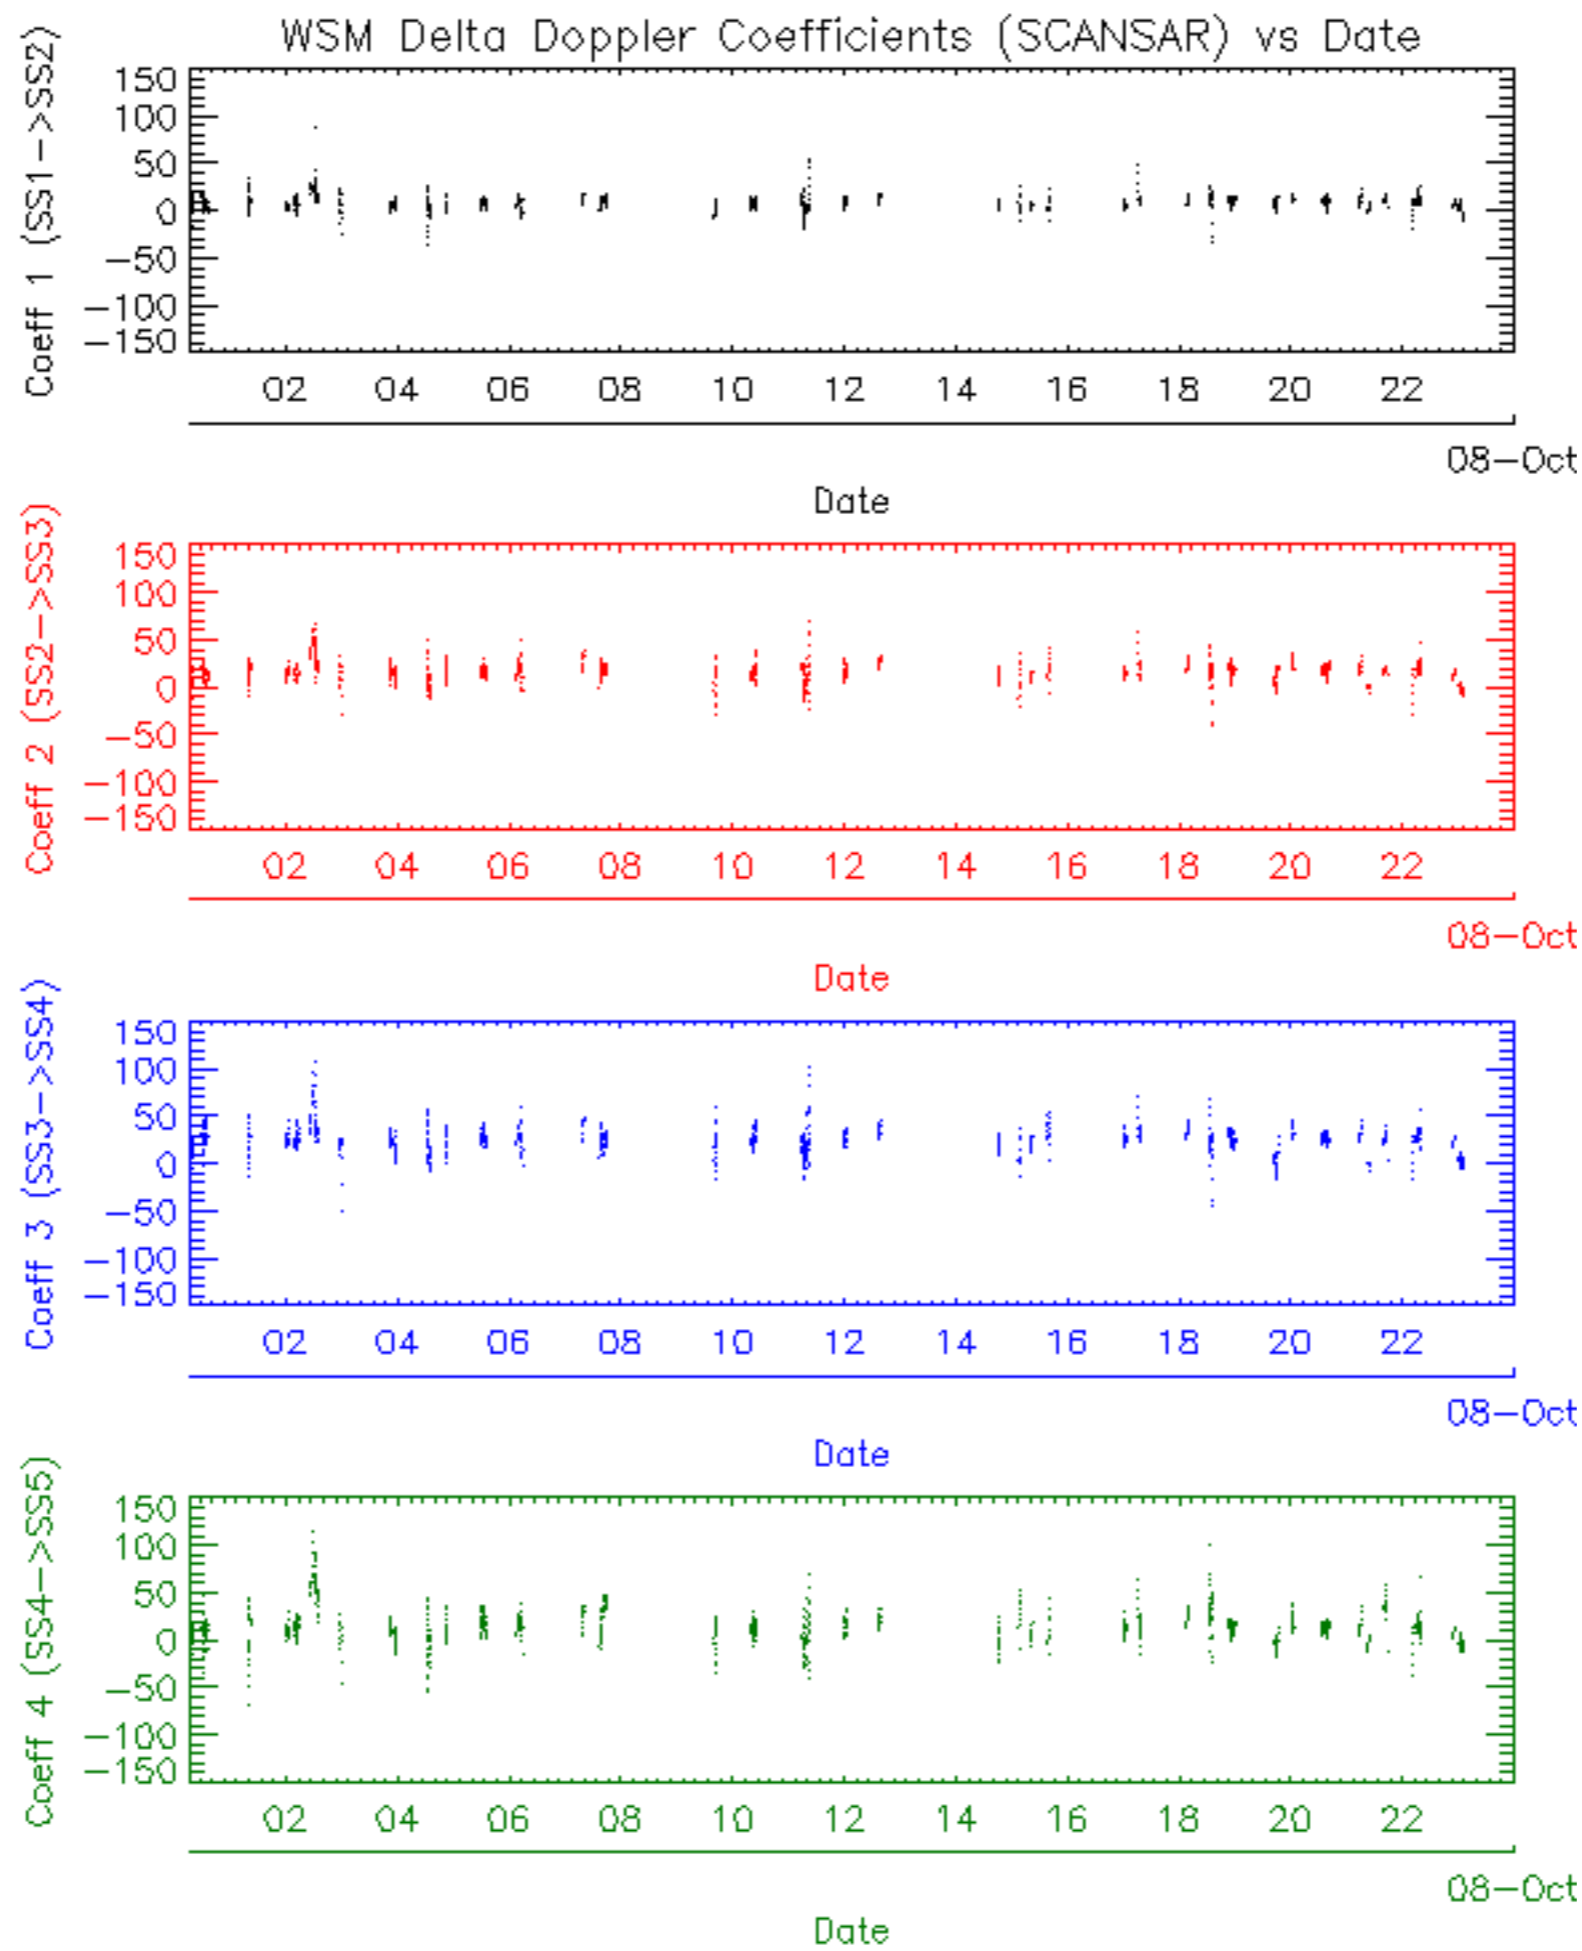 WSM Delta Doppler Coefficients (SCANSAR) vs Date
Coeff 1 (SS1->SS2)
150
100
50
0
-50
-100
-150
02 04 06 08 10 12 14 16 18 20 22
08-Oct
Date
Coeff 2 (SS2->SS3)
150
100
50
0
-50
-100
-150
02 04 06 08 10 12 14 16 18 20 22
08-Oct
Date
Coeff 3 (SS3->SS4)
150
100
50
0
-50
-100
-150
02 04 06 08 10 12 14 16 18 20 22
08-Oct
Date
Coeff 4 (SS4->SS5)
150
100
50
0
-50
-100
-150
02 04 06 08 10 12 14 16 18 20 22
08-Oct
Date